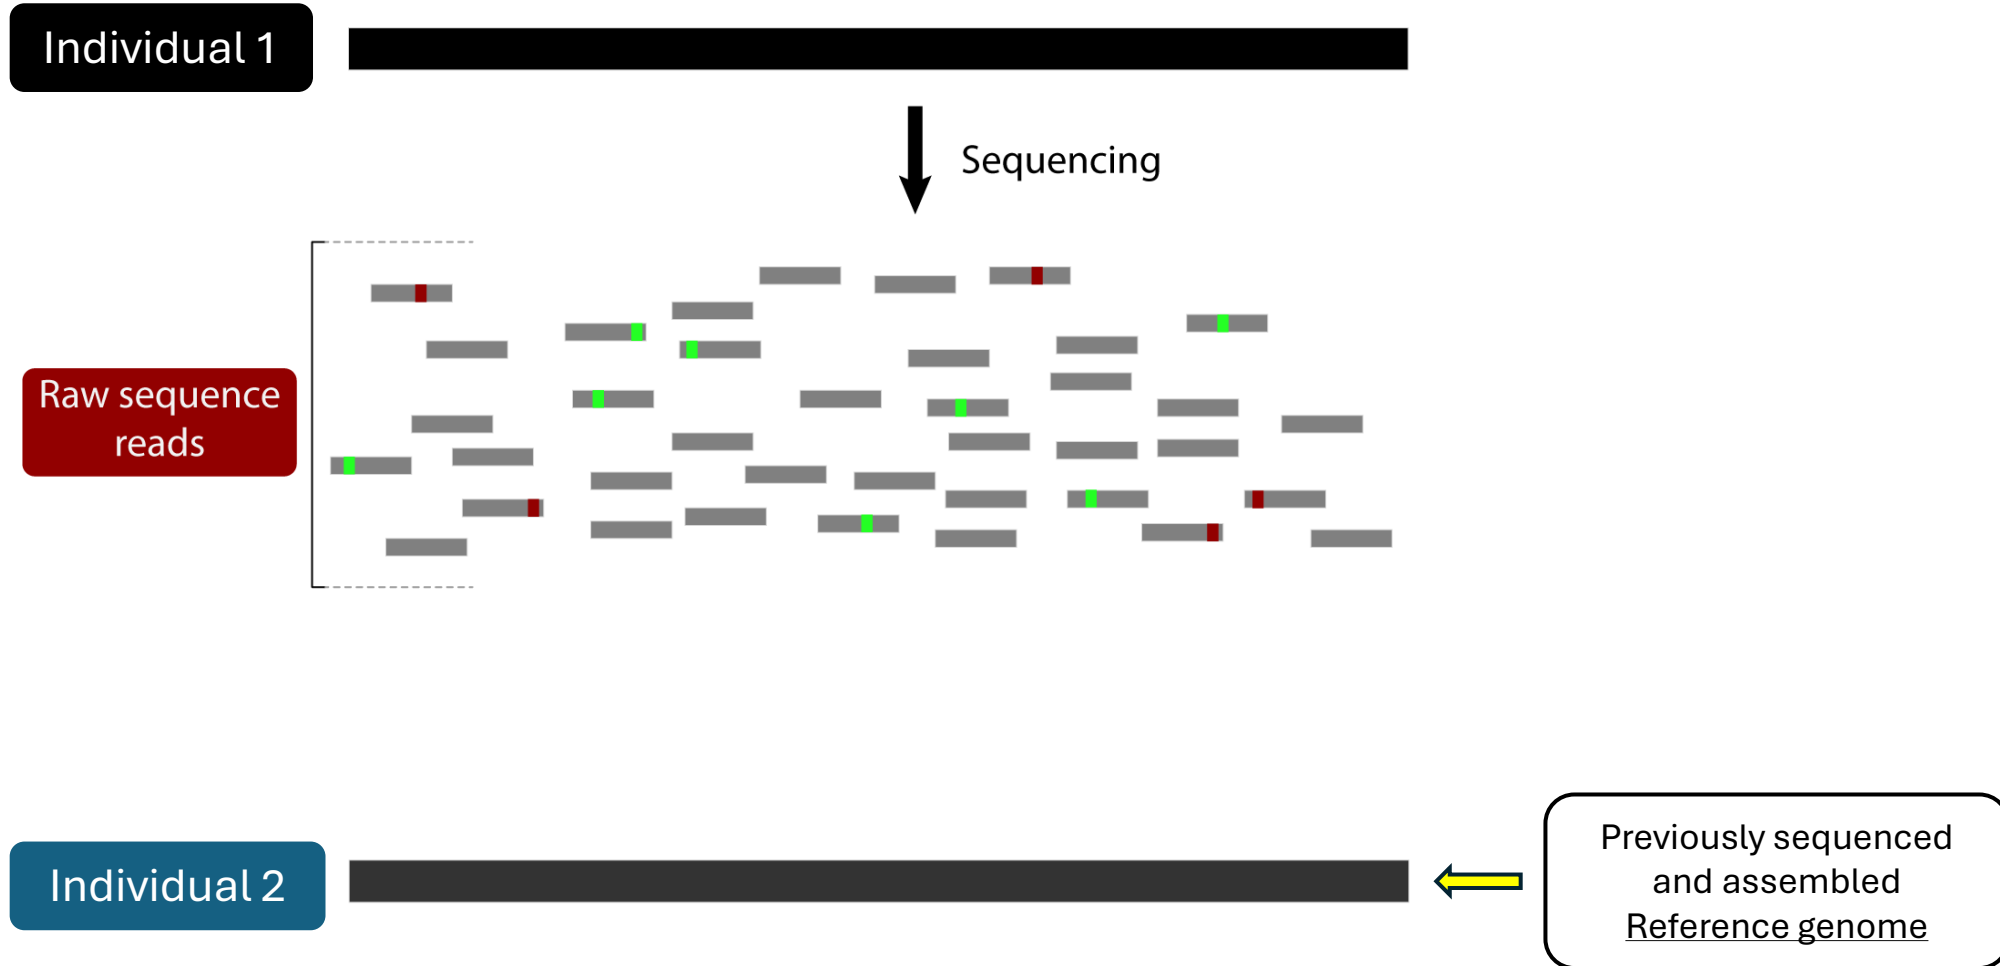 Individual 1
Sequencing
Raw sequence
reads
Individual 2
Previously sequenced
and assembled
Reference genome